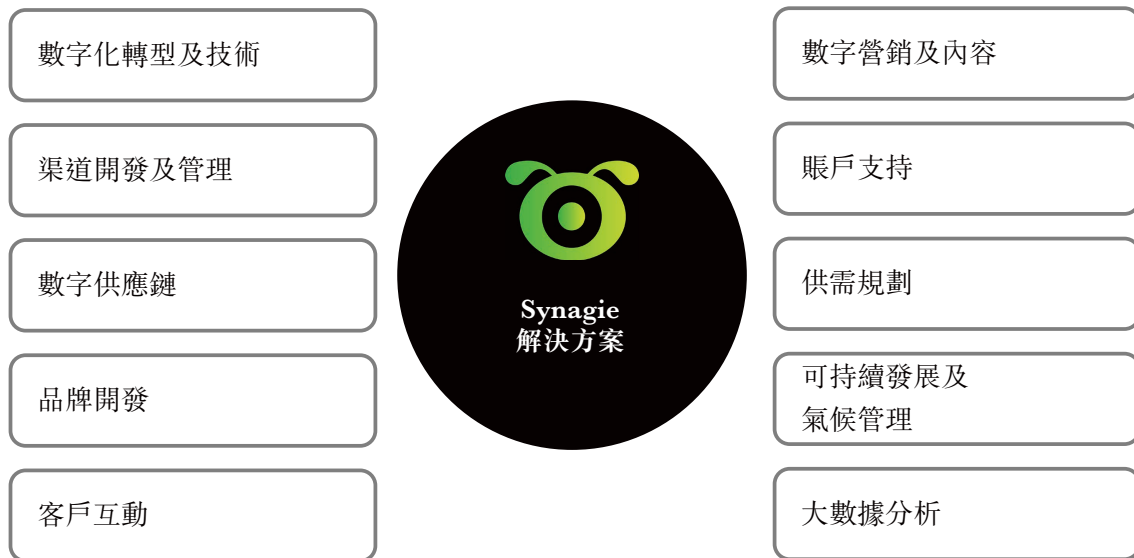 數字化轉型及技術
渠道開發及管理
數字供應鏈
品牌開發
客戶互動
Synagie
解決方案
數字營銷及內容
賬戶支持
供需規劃
可持續發展及
氣候管理
大數據分析